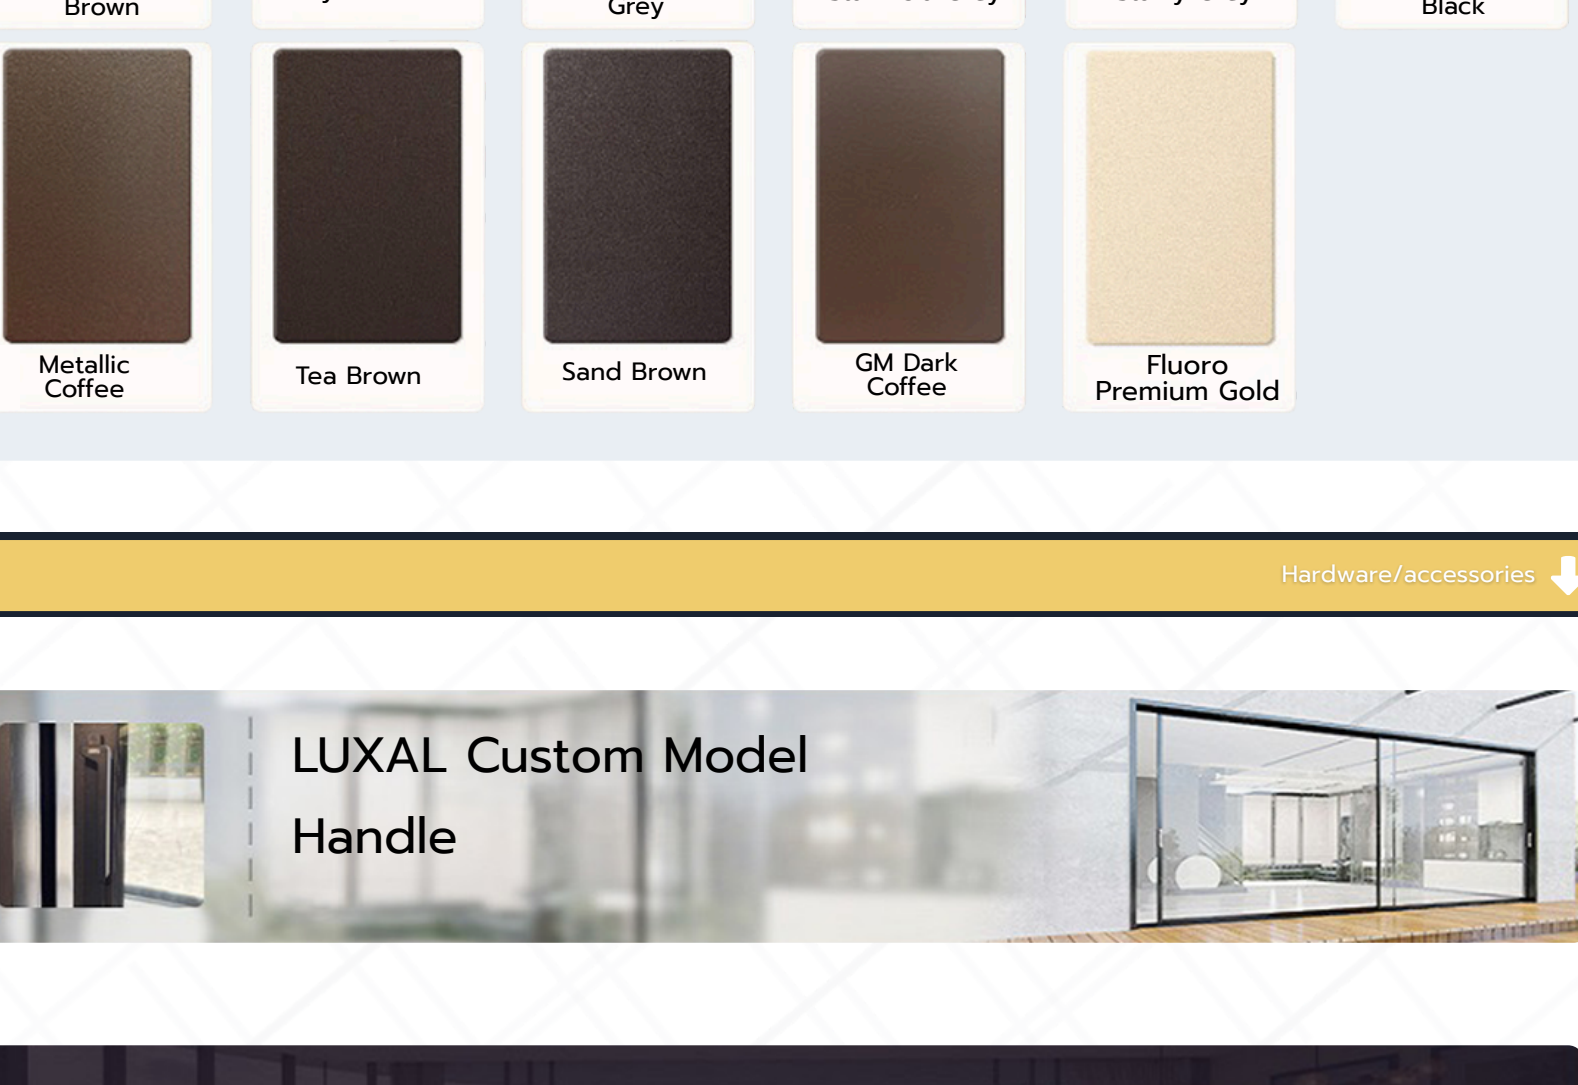 Brown
Grey
Black
Metallic
Coffee
Tea Brown
Sand Brown
GM Dark
Coffee
Fluoro
Premium Gold
Hardware/accessories
LUXAL Custom Model
Handle